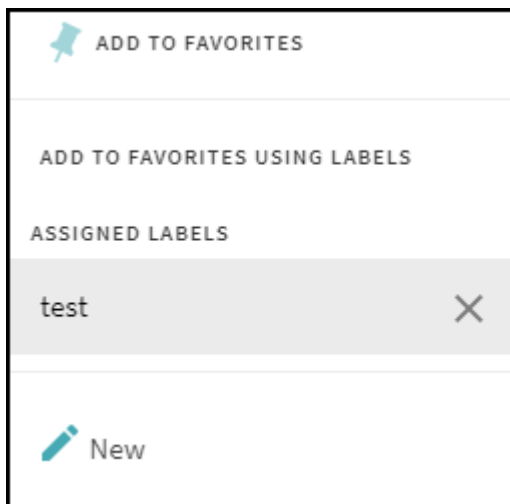 ADD TO FAVORITES
ADD TO FAVORITES USING LABELS
ASSIGNED LABELS
test
New